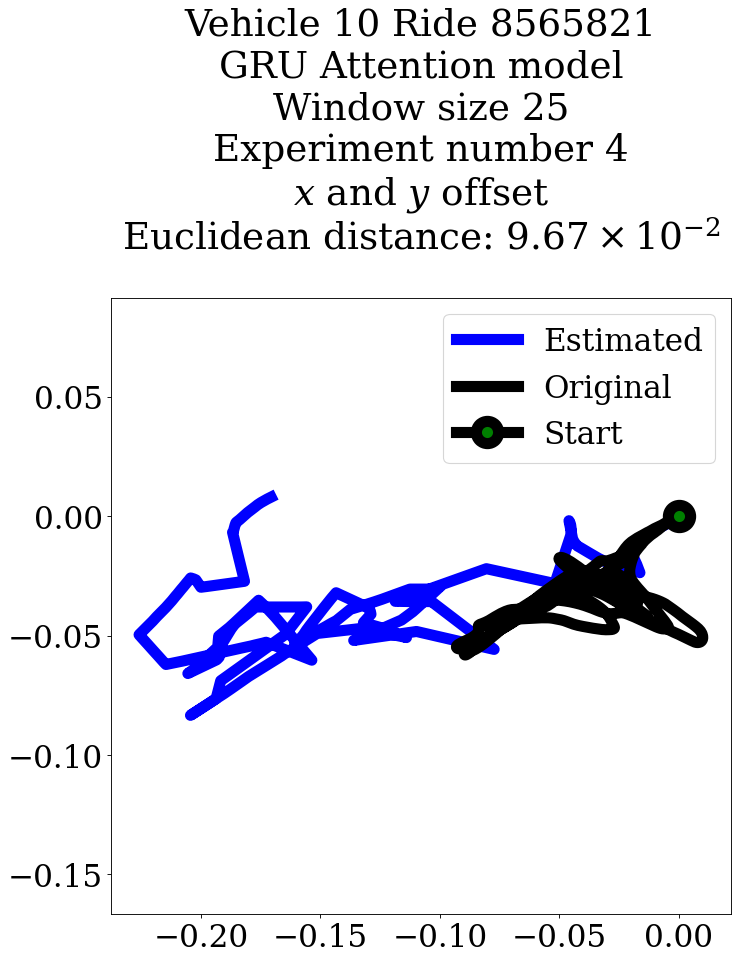 Vehicle 10 Ride 8565821
GRU Attention model
Window size 25
Experiment number 4
x and y offset
Euclidean distance: 9.67 × 10⁻²
Estimated
Original
Start
0.05
0.00
−0.05
−0.10
−0.15
−0.20 −0.15 −0.10 −0.05 0.00